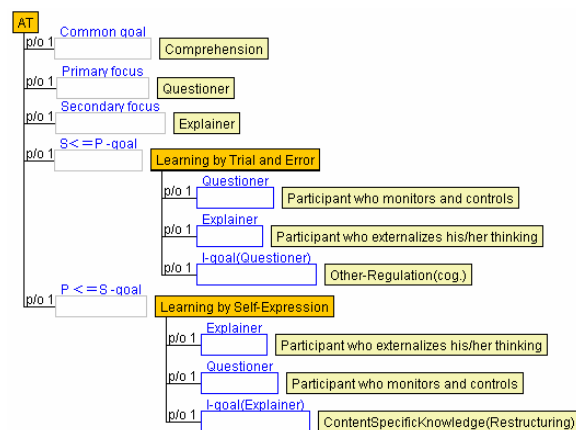 AT
Common goal
p/o 1 Comprehension
Primary focus
p/o 1 Questioner
Secondary focus
p/o 1 Explainer
S<=P-goal
p/o 1 Learning by Trial and Error
Questioner
p/o 1 Participant who monitors and controls
Explainer
p/o 1 Participant who externalizes his/her thinking
I-goal(Questioner)
p/o 1 Other-Regulation(cog.)
P<=S-goal
p/o 1 Learning by Self-Expression
Explainer
p/o 1 Participant who externalizes his/her thinking
Questioner
p/o 1 Participant who monitors and controls
I-goal(Explainer)
p/o 1 ContentSpecificKnowledge(Restructuring)